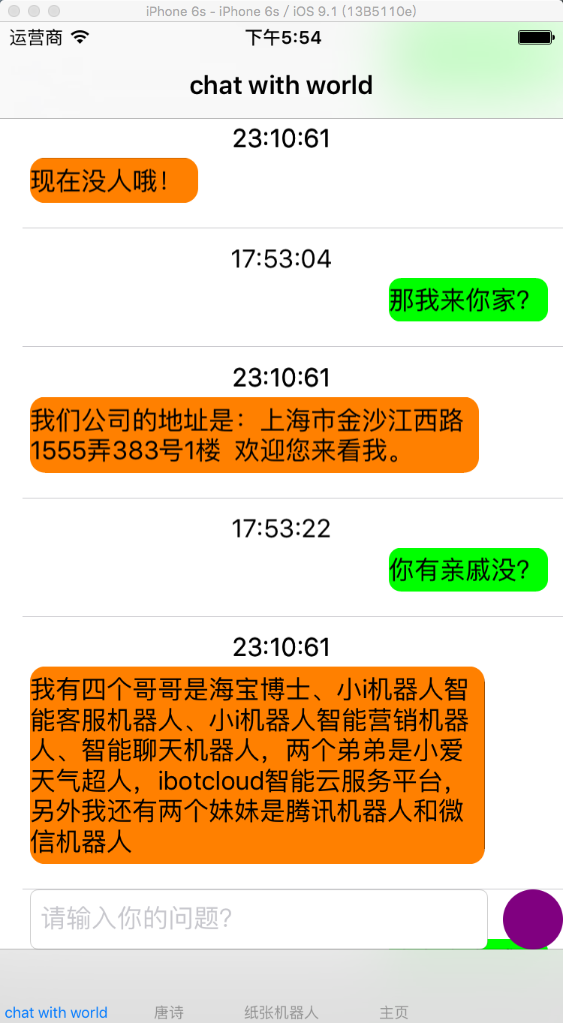 iPhone 6s - iPhone 6s / iOS 9.1 (13B5110e)
运营商 下午5:54
chat with world
23:10:61
现在没人哦！
17:53:04
那我来你家？
23:10:61
我们公司的地址是：上海市金沙江西路
1555弄383号1楼 欢迎您来看我。
17:53:22
你有亲戚没？
23:10:61
我有四个哥哥是海宝博士、小i机器人智
能客服机器人、小i机器人智能营销机器
人、智能聊天机器人，两个弟弟是小爱
天气超人，ibotcloud智能云服务平台，
另外我还有两个妹妹是腾讯机器人和微
信机器人
请输入你的问题？
chat with world 唐诗 纸张机器人 主页